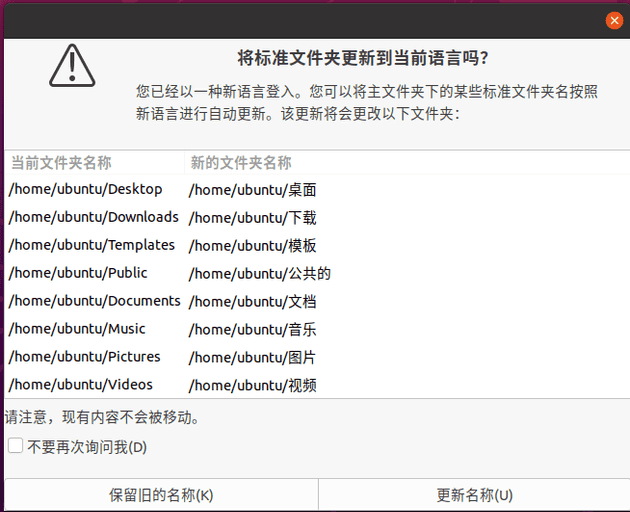 将标准文件夹更新到当前语言吗？
您已经以一种新语言登入。您可以将主文件夹下的某些标准文件夹名按照
新语言进行自动更新。该更新将会更改以下文件夹：
当前文件夹名称 新的文件夹名称
/home/ubuntu/Desktop /home/ubuntu/桌面
/home/ubuntu/Downloads /home/ubuntu/下载
/home/ubuntu/Templates /home/ubuntu/模板
/home/ubuntu/Public /home/ubuntu/公共的
/home/ubuntu/Documents /home/ubuntu/文档
/home/ubuntu/Music /home/ubuntu/音乐
/home/ubuntu/Pictures /home/ubuntu/图片
/home/ubuntu/Videos /home/ubuntu/视频
请注意，现有内容不会被移动。
不要再次询问我(D)
保留旧的名称(K) 更新名称(U)